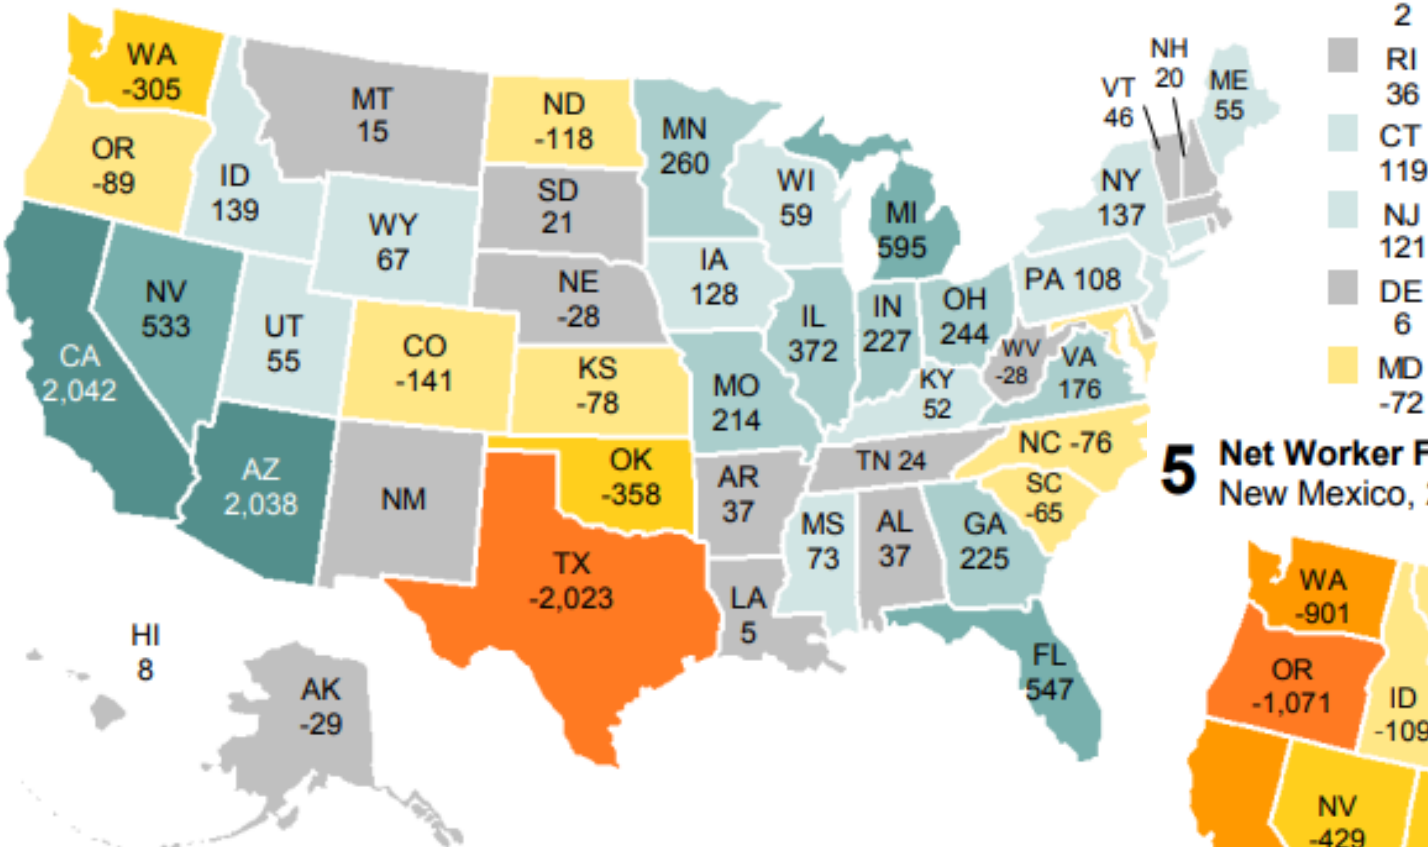 WA
-305
OR
-89
CA
2,042
NV
533
ID
139
MT
15
WY
67
UT
55
AZ
2,038
CO
-141
NM
ND
-118
SD
21
NE
-28
KS
-78
OK
-358
TX
-2,023
MN
260
IA
128
MO
214
AR
37
LA
5
WI
59
IL
372
MI
595
IN
227
OH
244
KY
52
TN 24
MS
73
AL
37
GA
225
FL
547
SC
-65
NC -76
VA
176
WV
-28
PA 108
NY
137
VT
46
NH
20
ME
55
HI
8
AK
-29
2
RI
36
CT
119
NJ
121
DE
6
MD
-72
5 Net Worker
New Mexico,
WA
-901
OR
-1,071
ID
-109
NV
-429